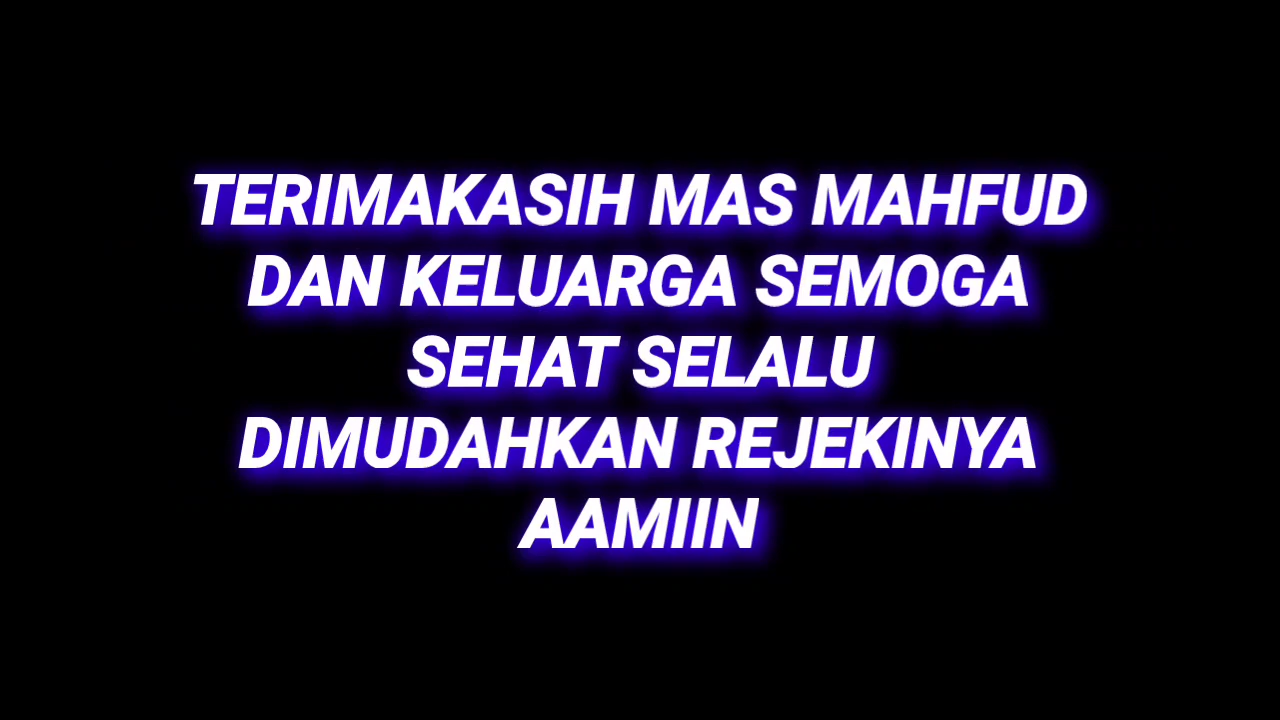 TERIMAKASIH MAS MAHFUD
DAN KELUARGA SEMOGA
SEHAT SELALU
DIMUDAHKAN REJEKINYA
AAMIIN